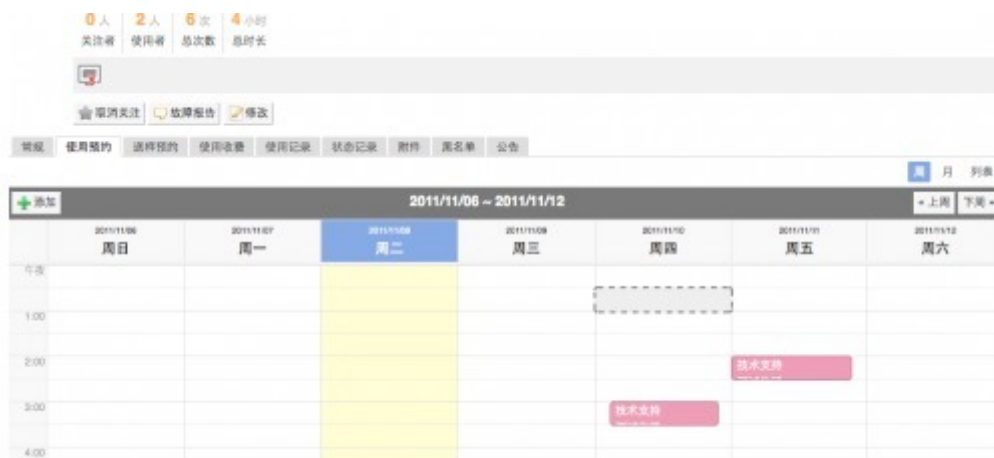 0 人 2 人 6 次 4 小时
关注者 使用者 总次数 总时长
取消关注 故障报告 修改
常规 使用预约 送样预约 使用收费 使用记录 状态记录 附件 黑名单 公告
周 月 列表
添加 2011/11/06 ~ 2011/11/12 上周 下周
2011/11/06 2011/11/07 2011/11/08 2011/11/09 2011/11/10 2011/11/11 2011/11/12
周日 周一 周二 周三 周四 周五 周六
午夜
1:00
2:00
技术支持
3:00
技术支持
4:00